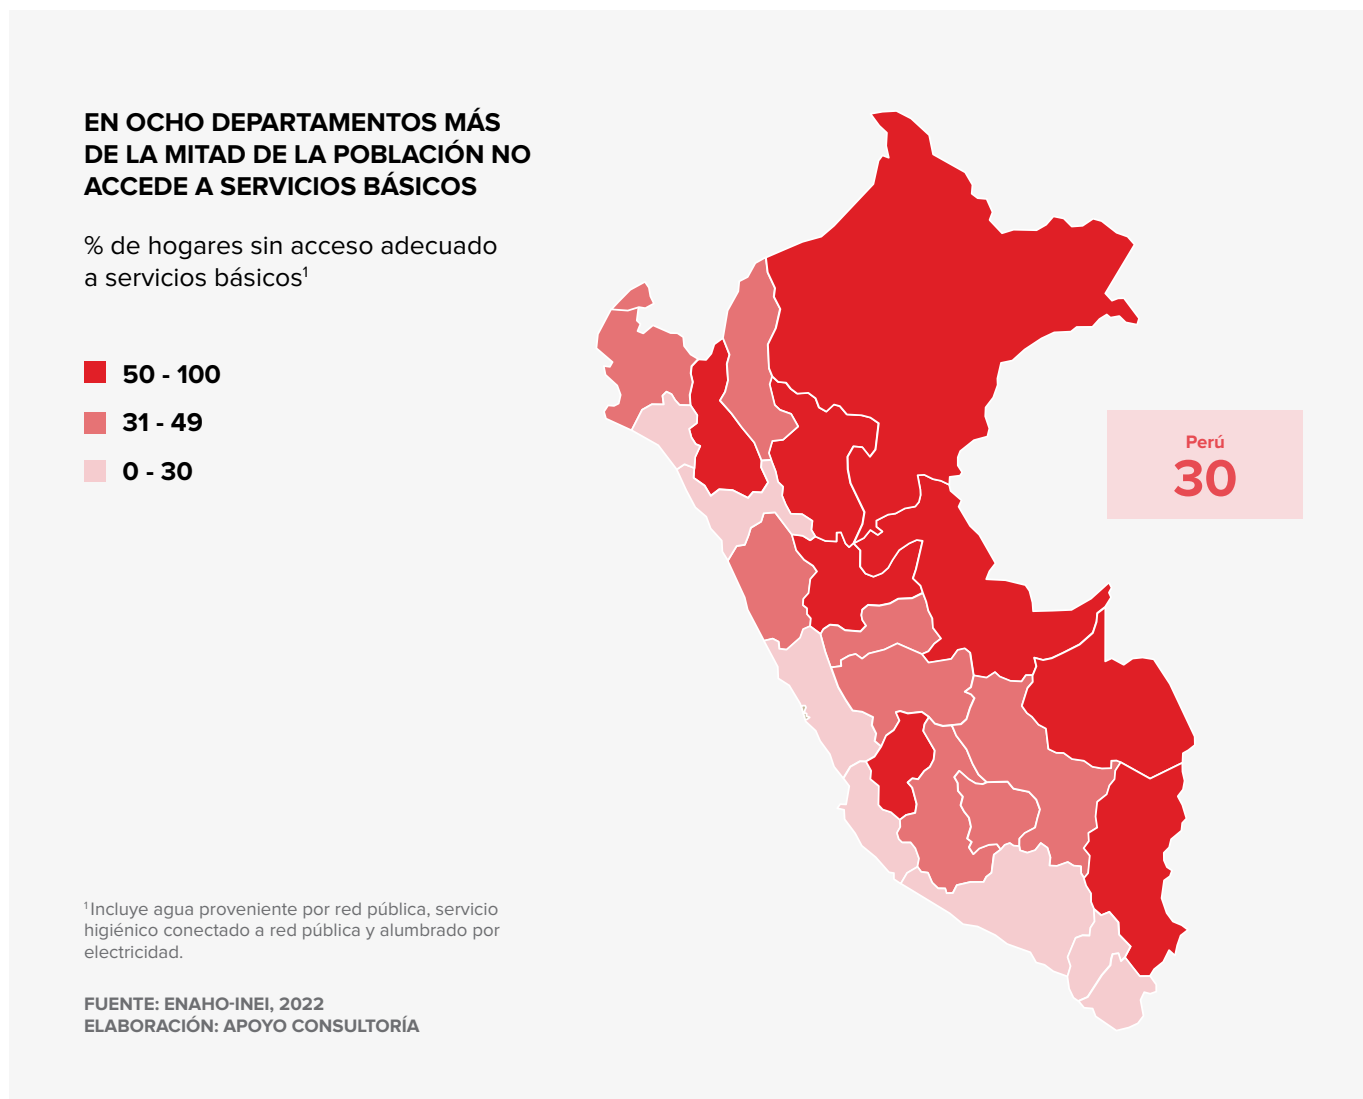 EN OCHO DEPARTAMENTOS MÁS
DE LA MITAD DE LA POBLACIÓN NO
ACCEDE A SERVICIOS BÁSICOS
% de hogares sin acceso adecuado
a servicios básicos¹
50 - 100
31 - 49
0 - 30
Perú
30
¹Incluye agua proveniente por red pública, servicio
higiénico conectado a red pública y alumbrado por
electricidad.
FUENTE: ENAHO-INEI, 2022
ELABORACIÓN: APOYO CONSULTORÍA